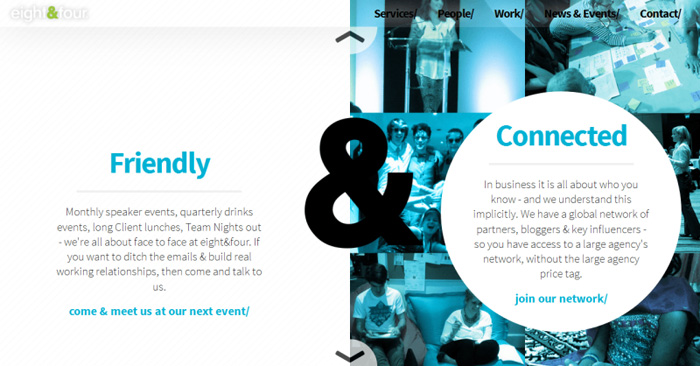 eight&four
Services/ People/ Work/ News & Events/ Contact/
Friendly
Monthly speaker events, quarterly drinks
events, long Client lunches, Team Nights out
- we're all about face to face at eight&four. If
you want to ditch the emails & build real
working relationships, then come and talk to
us.
come & meet us at our next event/
&
Connected
In business it is all about who you
know - and we understand this
implicitly. We have a global network of
partners, bloggers & key influencers -
so you have access to a large agency's
network, without the large agency
price tag.
join our network/